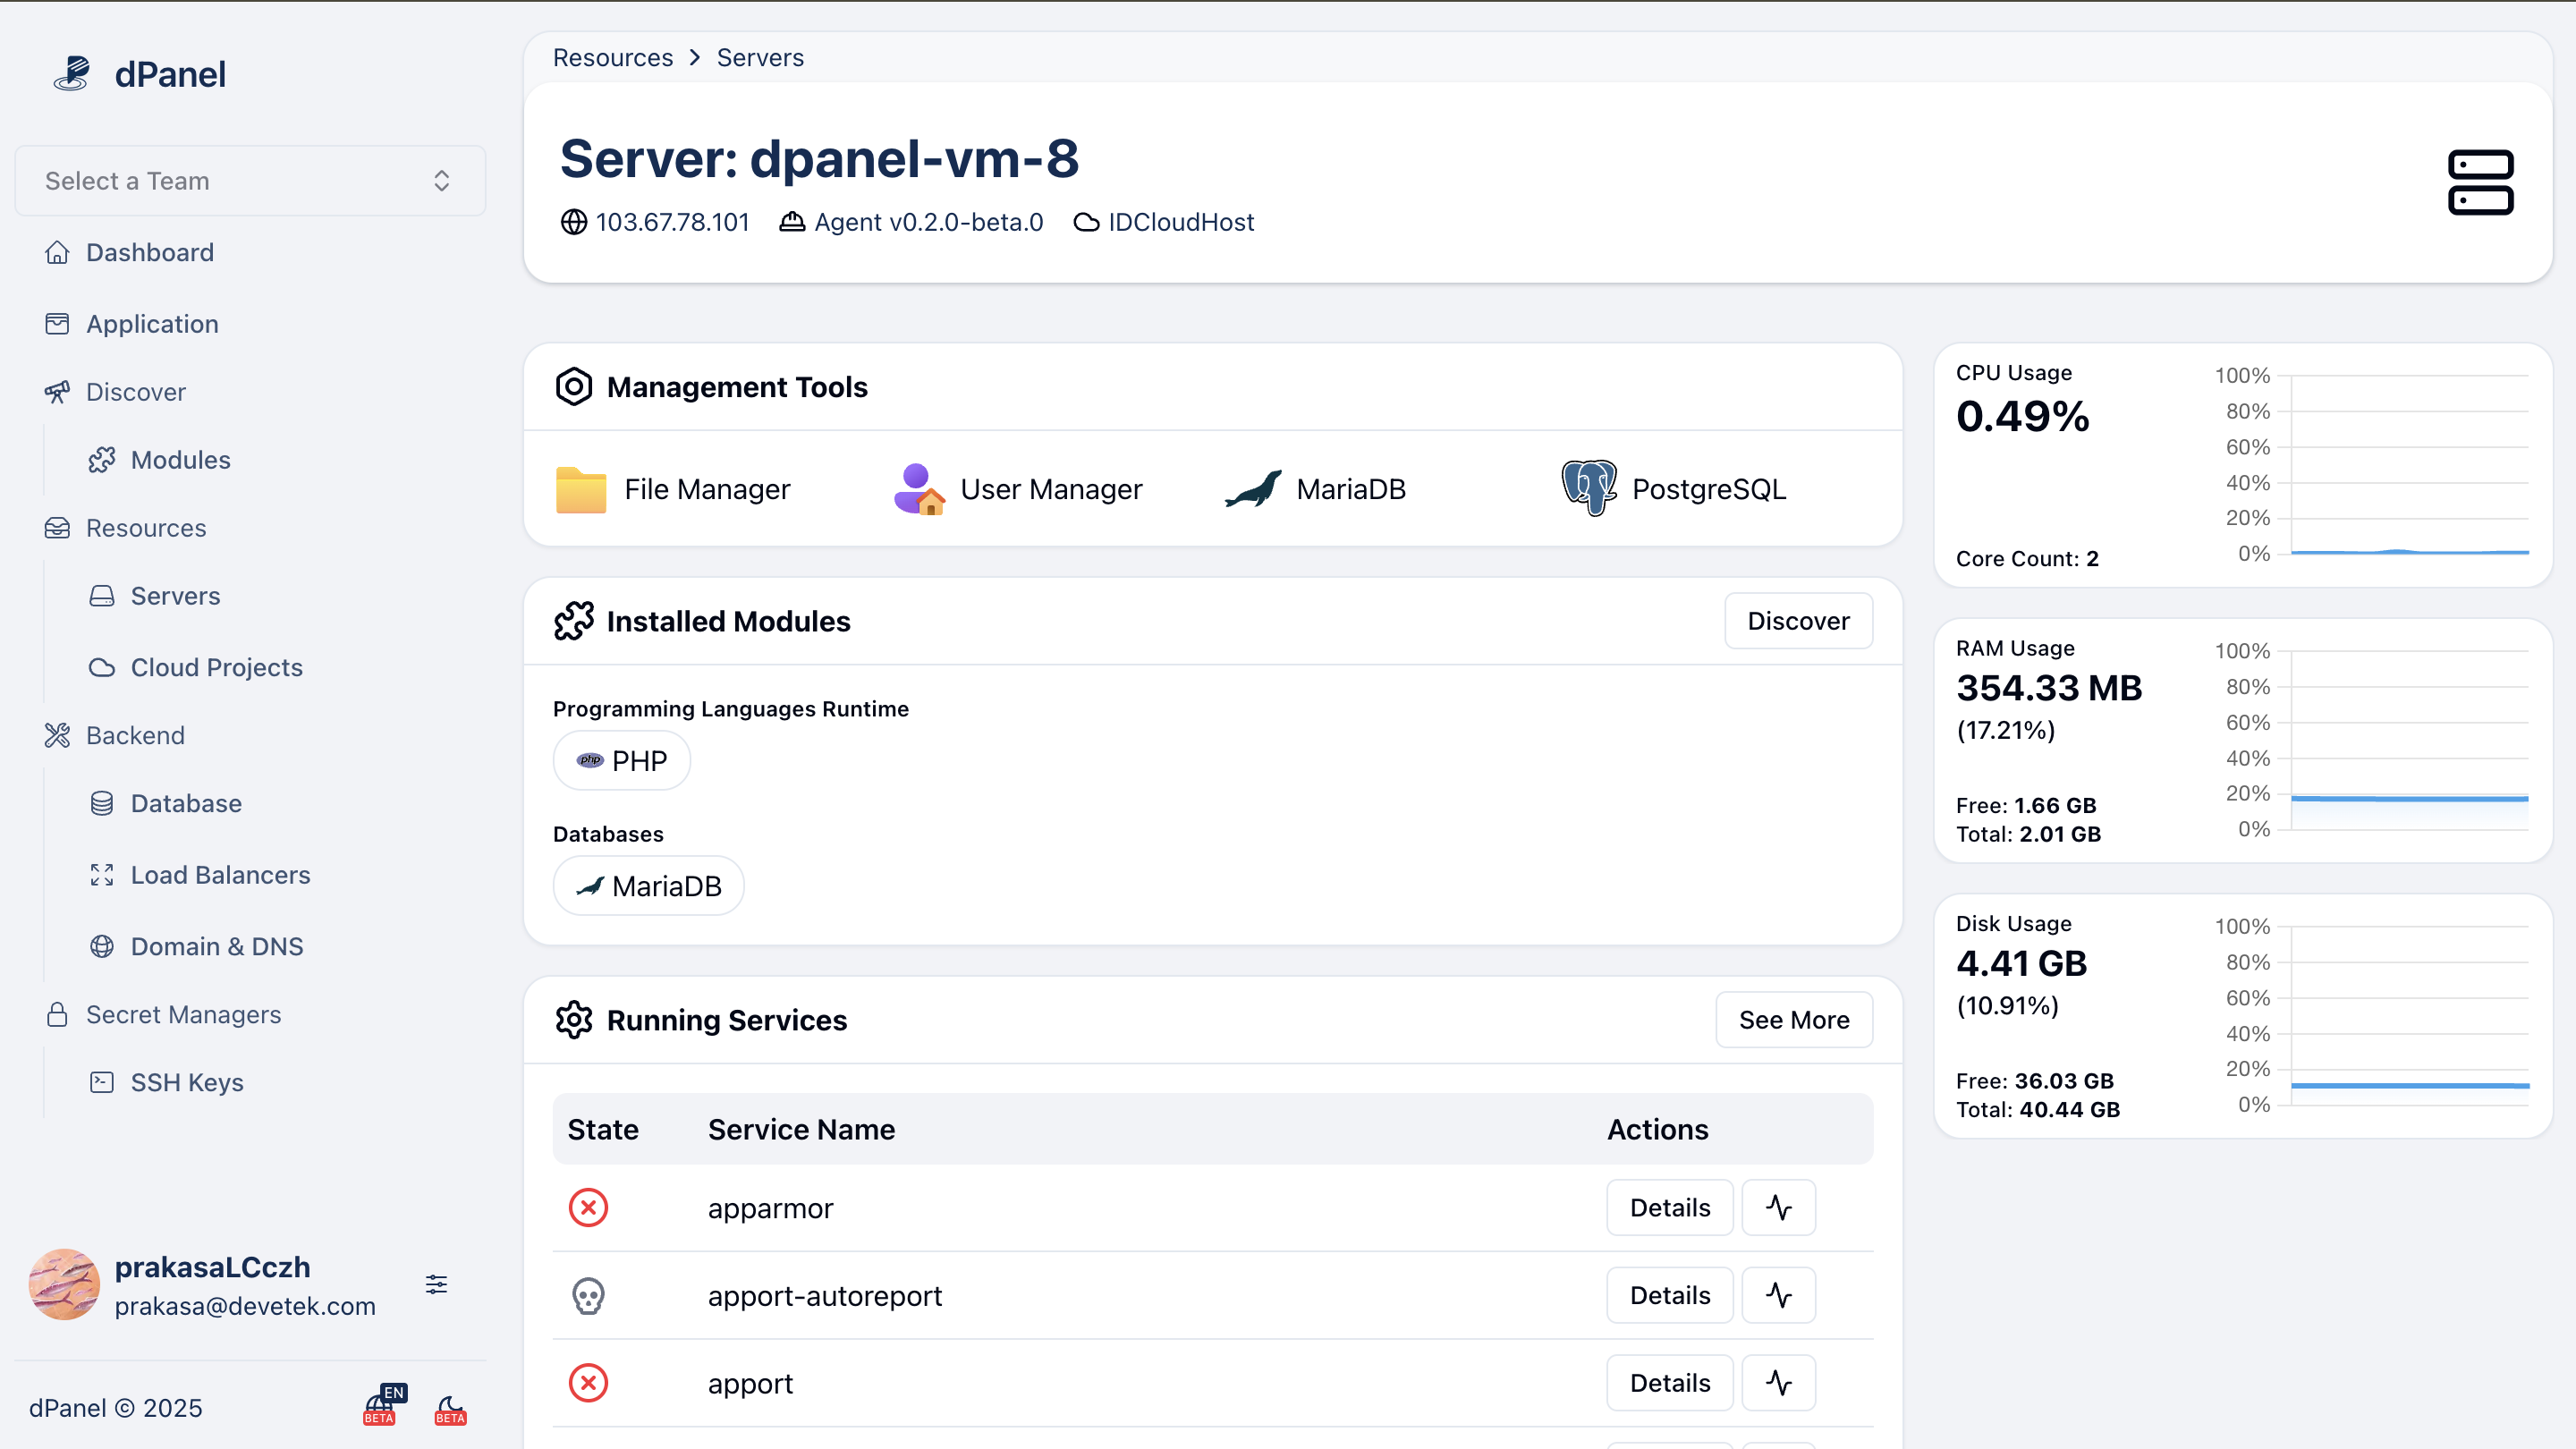 dPanel
Select a Team
Dashboard
Application
Discover
Modules
Resources
Servers
Cloud Projects
Backend
Database
Load Balancers
Domain & DNS
Secret Managers
SSH Keys
prakasaLCczh
prakasa@devetek.com
dPanel © 2025
EN
BETA
BETA
Resources > Servers
Server: dpanel-vm-8
103.67.78.101 Agent v0.2.0-beta.0 IDCloudHost
Management Tools
File Manager User Manager MariaDB PostgreSQL
Installed Modules Discover
Programming Languages Runtime
php PHP
Databases
MariaDB
Running Services See More
State Service Name Actions
apparmor Details
apport-autoreport Details
apport Details
CPU Usage
0.49%
Core Count: 2
100%
80%
60%
40%
20%
0%
RAM Usage
354.33 MB
(17.21%)
Free: 1.66 GB
Total: 2.01 GB
100%
80%
60%
40%
20%
0%
Disk Usage
4.41 GB
(10.91%)
Free: 36.03 GB
Total: 40.44 GB
100%
80%
60%
40%
20%
0%